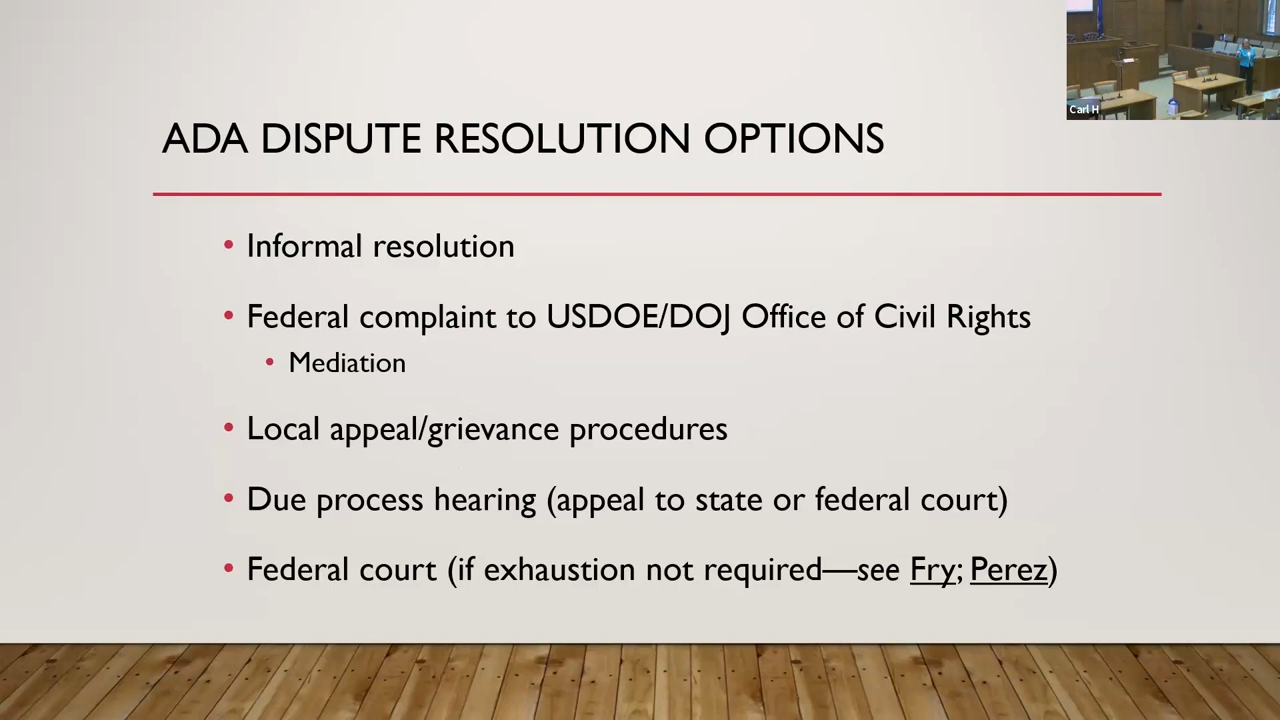 Carl H
ADA DISPUTE RESOLUTION OPTIONS
• Informal resolution
• Federal complaint to USDOE/DOJ Office of Civil Rights
• Mediation
• Local appeal/grievance procedures
• Due process hearing (appeal to state or federal court)
• Federal court (if exhaustion not required—see Fry; Perez)